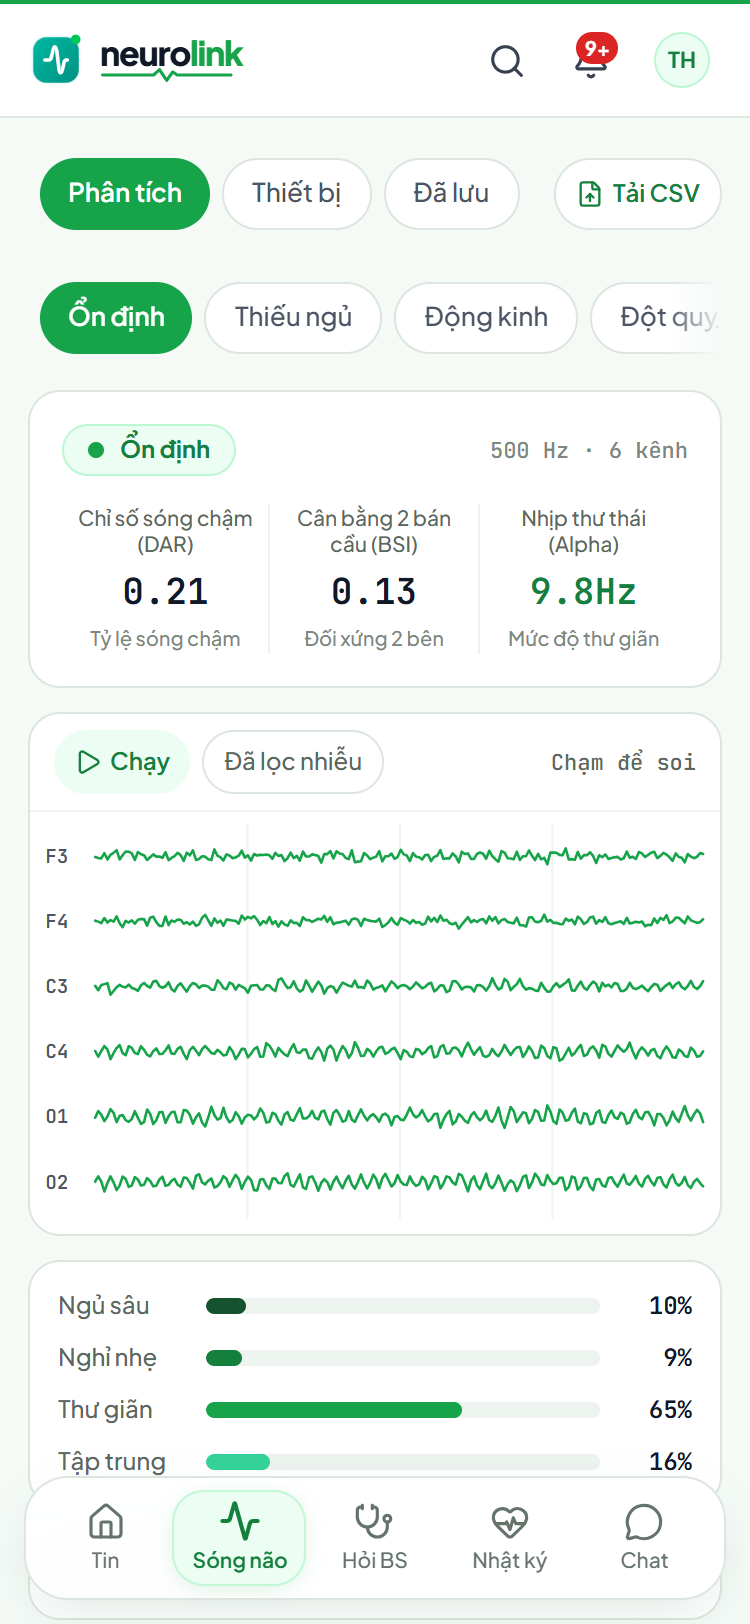 neurolink
9+
TH
Phân tích
Thiết bị
Đã lưu
Tải CSV
Ổn định
Thiếu ngủ
Động kinh
Đột quỵ
Ổn định
500 Hz · 6 kênh
Chỉ số sóng chậm
(DAR)
0.21
Tỷ lệ sóng chậm
Cân bằng 2 bán
cầu (BSI)
0.13
Đối xứng 2 bên
Nhịp thư thái
(Alpha)
9.8Hz
Mức độ thư giãn
Chạy
Đã lọc nhiễu
Chạm để soi
F3
F4
C3
C4
O1
O2
Ngủ sâu 10%
Nghỉ nhẹ 9%
Thư giãn 65%
Tập trung 16%
Tin
Sóng não
Hỏi BS
Nhật ký
Chat